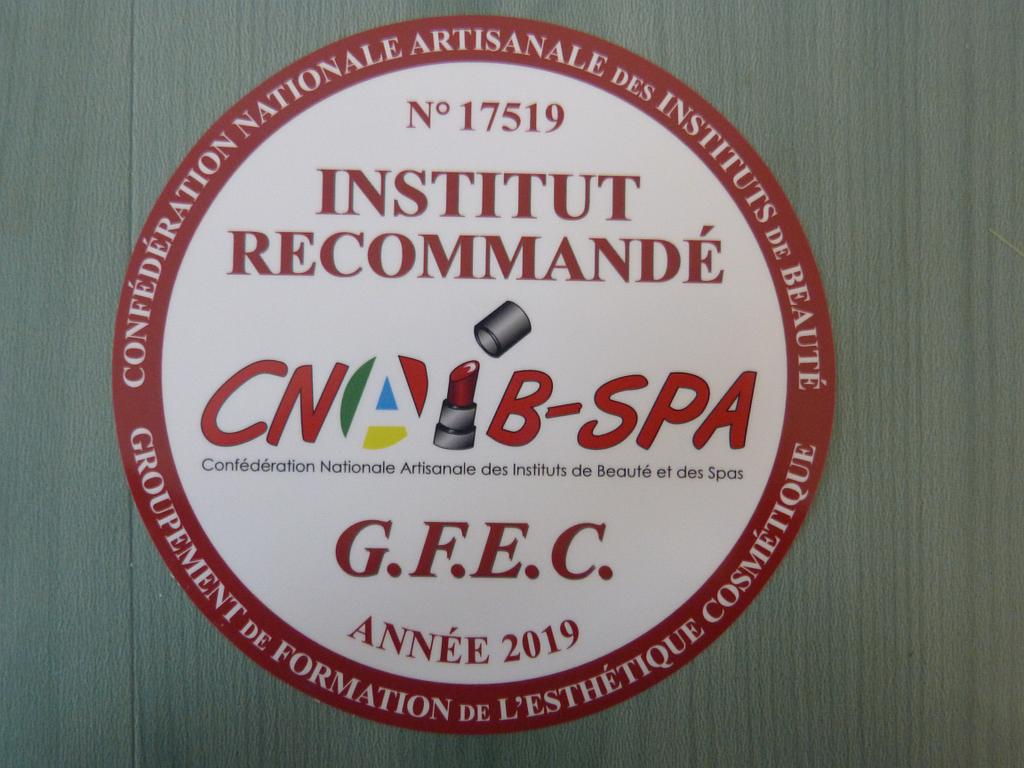 CONFÉDÉRATION NATIONALE ARTISANALE DES INSTITUTS DE BEAUTÉ
N° 17519
INSTITUT
RECOMMANDÉ
CNAIB-SPA
Confédération Nationale Artisanale des Instituts de Beauté et des Spas
G.F.E.C.
ANNÉE 2019
GROUPEMENT DE FORMATION DE L'ESTHÉTIQUE COSMÉTIQUE